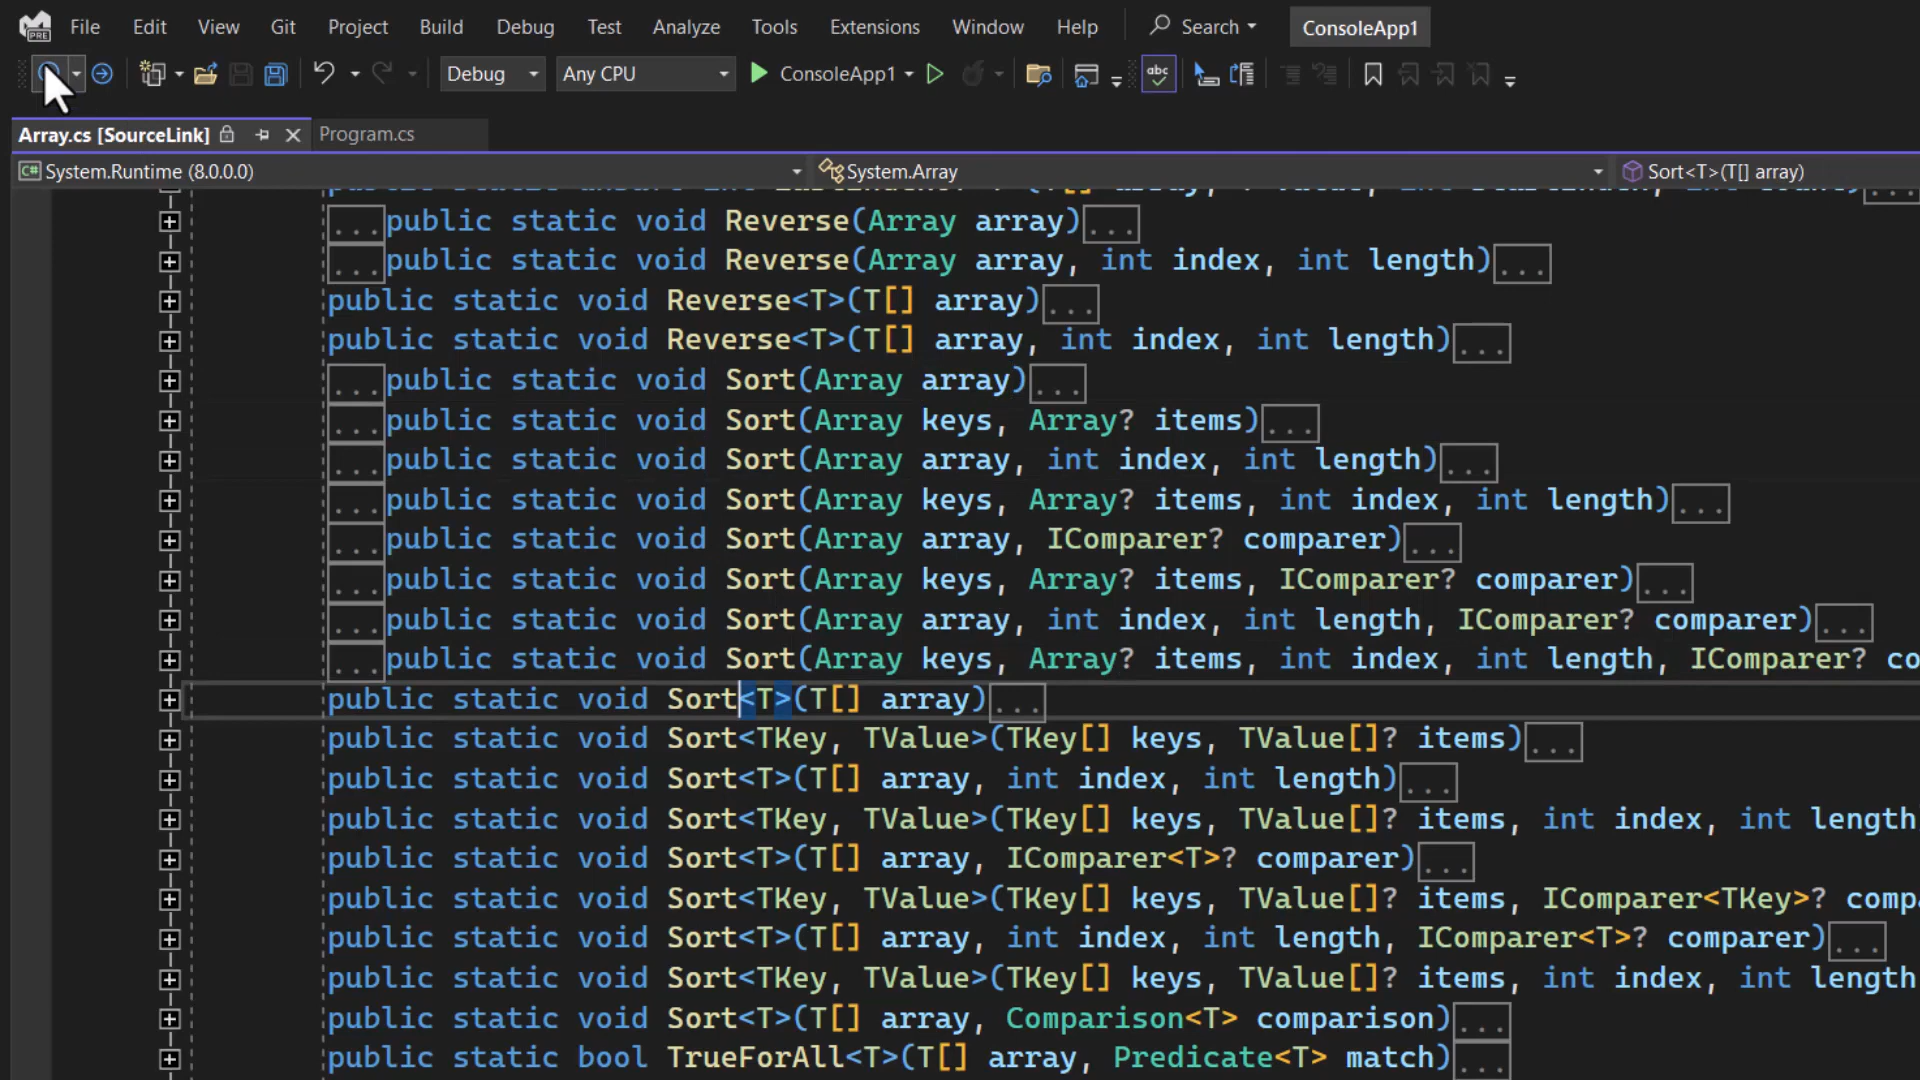 File Edit View Git Project Build Debug Test Analyze Tools Extensions Window Help Search ConsoleApp1
PRE
Debug Any CPU ConsoleApp1 abc
Array.cs [SourceLink] Program.cs
C# System.Runtime (8.0.0.0) System.Array Sort<T>(T[] array)
...public static void Reverse(Array array)...
...public static void Reverse(Array array, int index, int length)...
public static void Reverse<T>(T[] array)...
public static void Reverse<T>(T[] array, int index, int length)...
...public static void Sort(Array array)...
...public static void Sort(Array keys, Array? items)...
...public static void Sort(Array array, int index, int length)...
...public static void Sort(Array keys, Array? items, int index, int length)...
...public static void Sort(Array array, IComparer? comparer)...
...public static void Sort(Array keys, Array? items, IComparer? comparer)...
...public static void Sort(Array array, int index, int length, IComparer? comparer)...
...public static void Sort(Array keys, Array? items, int index, int length, IComparer? co
public static void Sort<T>(T[] array)...
public static void Sort<TKey, TValue>(TKey[] keys, TValue[]? items)...
public static void Sort<T>(T[] array, int index, int length)...
public static void Sort<TKey, TValue>(TKey[] keys, TValue[]? items, int index, int length
public static void Sort<T>(T[] array, IComparer<T>? comparer)...
public static void Sort<TKey, TValue>(TKey[] keys, TValue[]? items, IComparer<TKey>? comp
public static void Sort<T>(T[] array, int index, int length, IComparer<T>? comparer)...
public static void Sort<TKey, TValue>(TKey[] keys, TValue[]? items, int index, int length
public static void Sort<T>(T[] array, Comparison<T> comparison)...
public static bool TrueForAll<T>(T[] array, Predicate<T> match)...